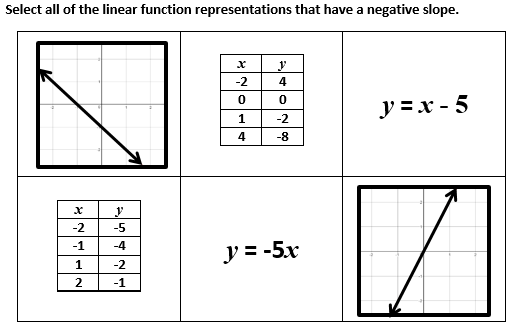 Select all of the linear function representations that have a negative slope.
x y
-2 4
0 0
1 -2
4 -8
y = x - 5
x y
-2 -5
-1 -4
1 -2
2 -1
y = -5x